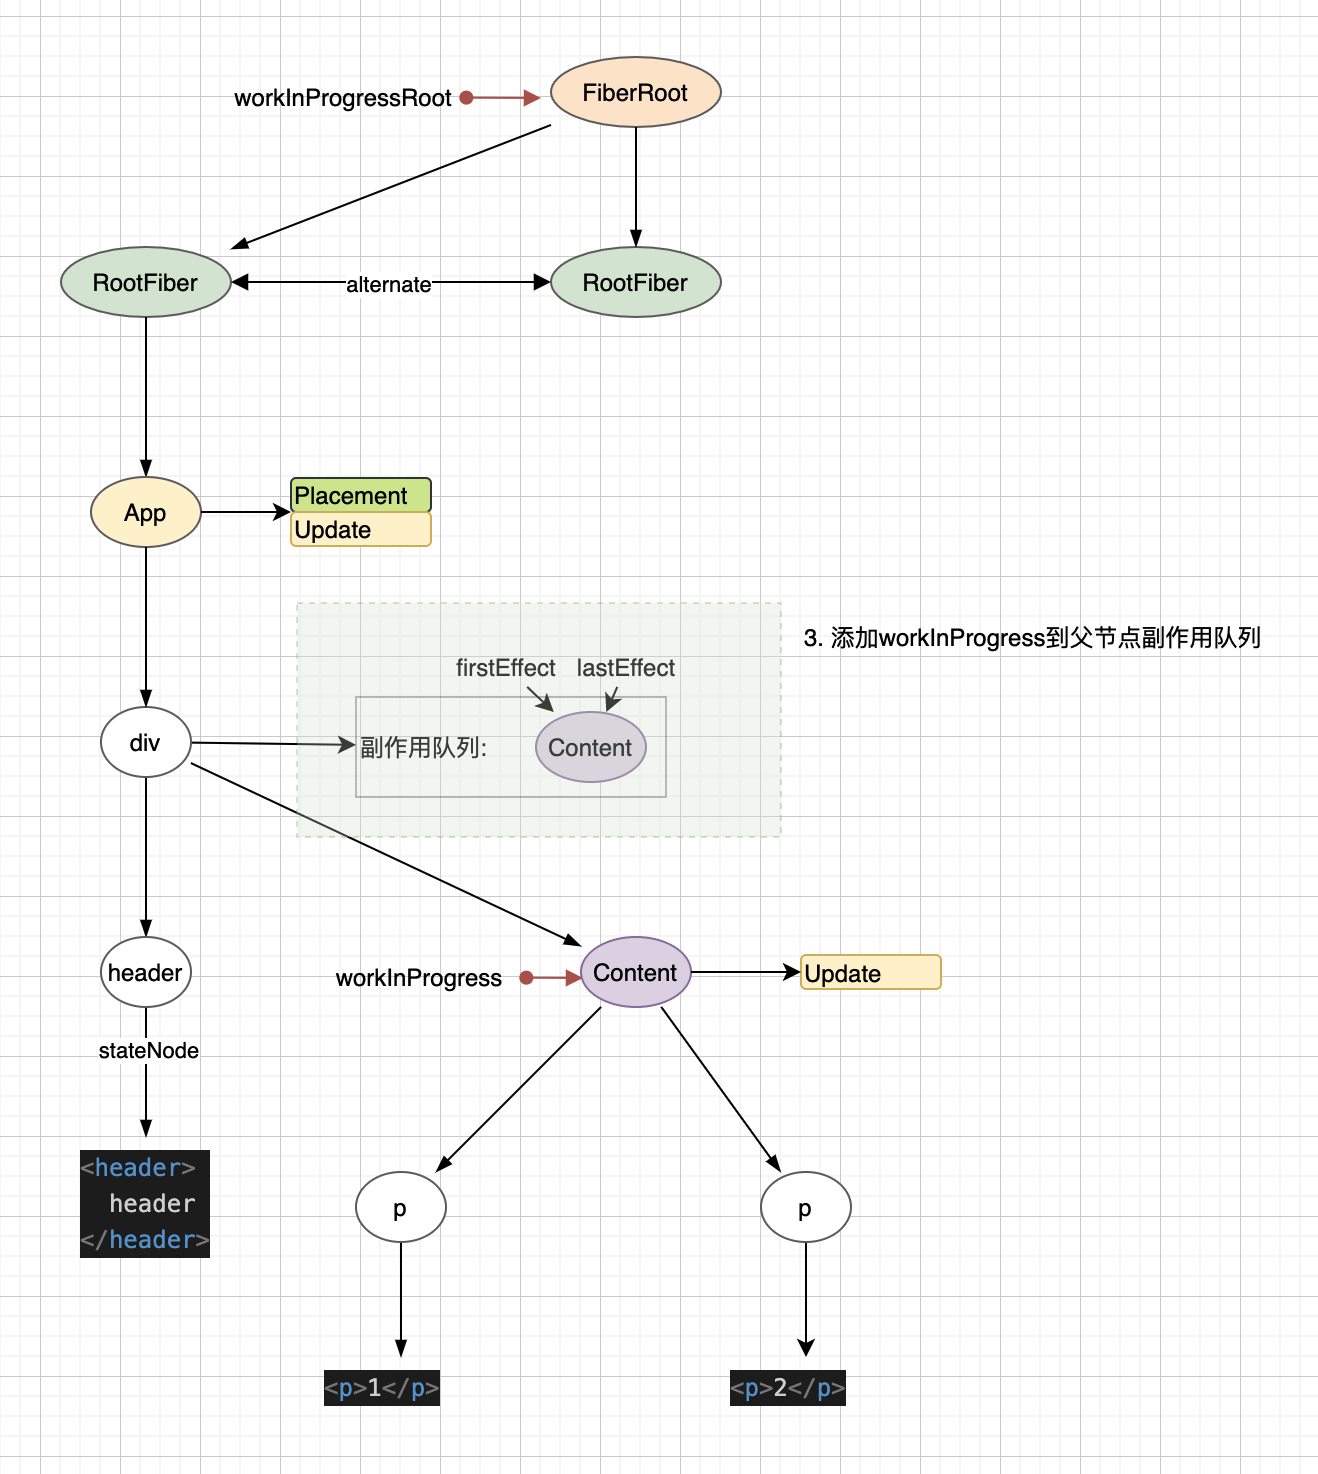 workInProgressRoot
FiberRoot
RootFiber
alternate
RootFiber
App
Placement
Update
3. 添加workInProgress到父节点副作用队列
firstEffect
lastEffect
div
副作用队列:
Content
header
workInProgress
Content
Update
stateNode
<header>
header
</header>
p
p
<p>1</p>
<p>2</p>